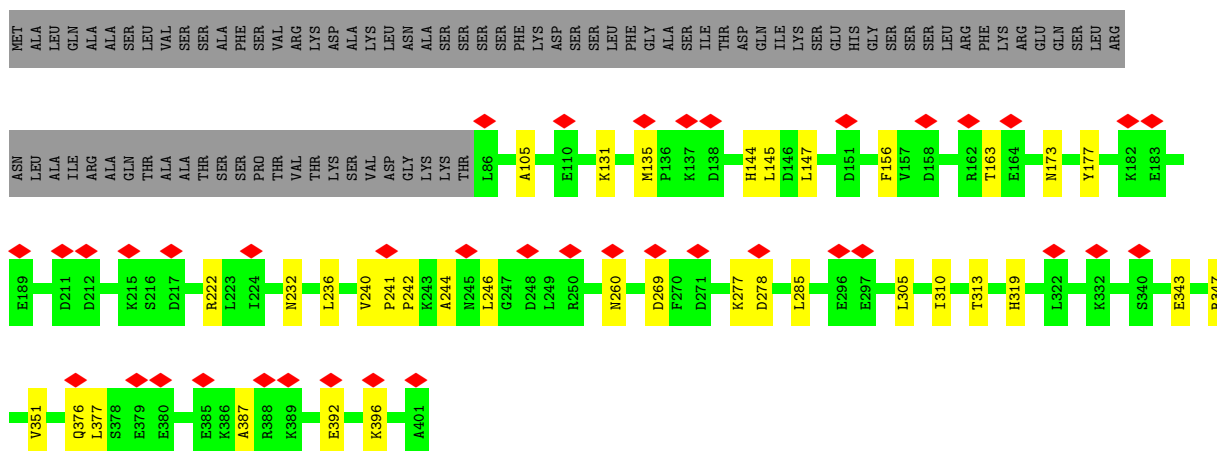 MET ALA LEU GLN ALA ALA SER LEU VAL SER SER ALA PHE SER VAL ARG LYS ASP ALA LYS LEU ASN ALA SER SER SER SER PHE LYS ASP SER SER LEU PHE GLY ALA SER ILE THR ASP GLN ILE LYS SER GLU HIS GLY SER SER SER LEU ARG PHE LYS ARG GLU GLN SER LEU ARG
ASN LEU ALA ILE ARG ALA GLN THR ALA ALA THR SER SER PRO THR VAL THR LYS SER VAL ASP GLY LYS LYS THR L86 A105 E110 K131 M135 P136 K137 D138 H144 L145 D146 L147 D151 F156 V157 D158 R162 T163 E164 N173 Y177 K182 E183
E189 D211 D212 K215 S216 D217 R222 L223 I224 N232 L236 V240 P241 P242 K243 A244 N245 L246 G247 D248 L249 R250 N260 D269 F270 D271 K277 D278 L285 E296 E297 L305 I310 T313 H319 L322 K332 S340 E343
V351 Q376 L377 S378 E379 E380 E385 K386 A387 R388 K389 E392 K396 A401